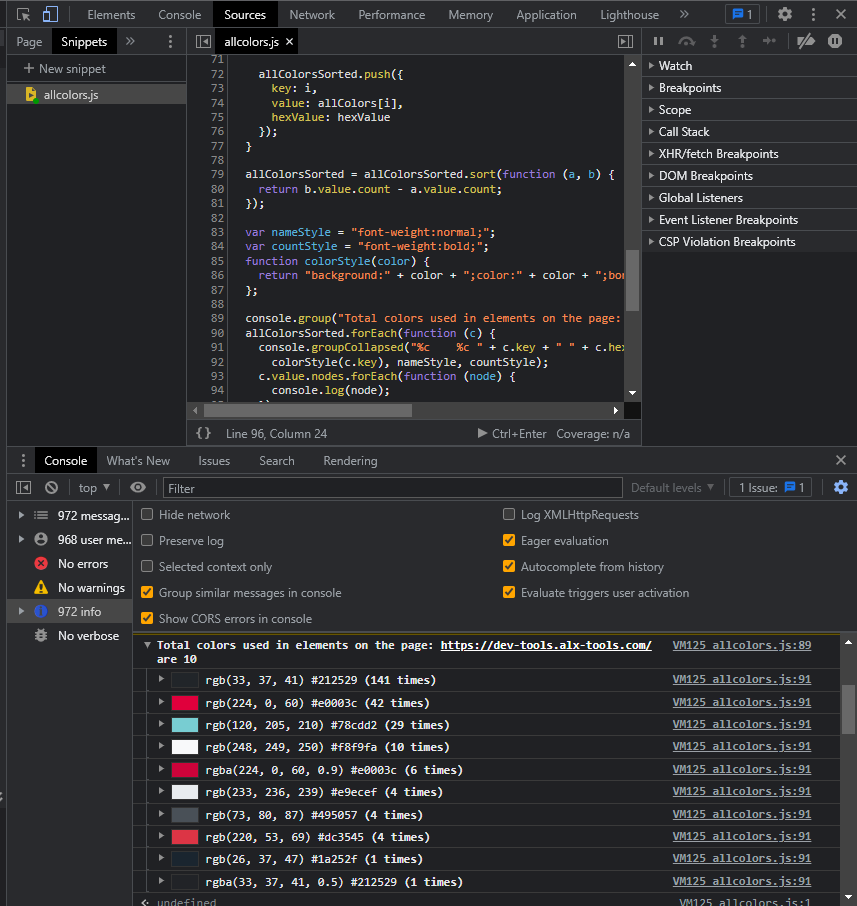 Elements Console Sources Network Performance Memory Application Lighthouse » 1
Page Snippets » allcolors.js ×
+ New snippet
allcolors.js
71
72 allColorsSorted.push({
73 key: i,
74 value: allColors[i],
75 hexValue: hexValue
76 });
77 }
78
79 allColorsSorted = allColorsSorted.sort(function (a, b) {
80 return b.value.count - a.value.count;
81 });
82
83 var nameStyle = "font-weight:normal;";
84 var countStyle = "font-weight:bold;";
85 function colorStyle(color) {
86 return "background:" + color + ";color:" + color + ";bor
87 };
88
89 console.group("Total colors used in elements on the page:
90 allColorsSorted.forEach(function (c) {
91 console.groupCollapsed("%c %c " + c.key + " " + c.hex
92 colorStyle(c.key), nameStyle, countStyle);
93 c.value.nodes.forEach(function (node) {
94 console.log(node);
{} Line 96, Column 24 Ctrl+Enter Coverage: n/a
Watch
Breakpoints
Scope
Call Stack
XHR/fetch Breakpoints
DOM Breakpoints
Global Listeners
Event Listener Breakpoints
CSP Violation Breakpoints
Console What's New Issues Search Rendering
top ▼ Filter Default levels ▼ 1 Issue: 1
972 messag...
968 user me...
No errors
No warnings
972 info
No verbose
Hide network Log XMLHttpRequests
Preserve log Eager evaluation
Selected context only Autocomplete from history
Group similar messages in console Evaluate triggers user activation
Show CORS errors in console
Total colors used in elements on the page: https://dev-tools.alx-tools.com/ VM125 allcolors.js:89
are 10
rgb(33, 37, 41) #212529 (141 times) VM125 allcolors.js:91
rgb(224, 0, 60) #e0003c (42 times) VM125 allcolors.js:91
rgb(120, 205, 210) #78cdd2 (29 times) VM125 allcolors.js:91
rgb(248, 249, 250) #f8f9fa (10 times) VM125 allcolors.js:91
rgba(224, 0, 60, 0.9) #e0003c (6 times) VM125 allcolors.js:91
rgb(233, 236, 239) #e9ecef (4 times) VM125 allcolors.js:91
rgb(73, 80, 87) #495057 (4 times) VM125 allcolors.js:91
rgb(220, 53, 69) #dc3545 (4 times) VM125 allcolors.js:91
rgb(26, 37, 47) #1a252f (1 times) VM125 allcolors.js:91
rgba(33, 37, 41, 0.5) #212529 (1 times) VM125 allcolors.js:91
undefined VM125 allcolors.js:1